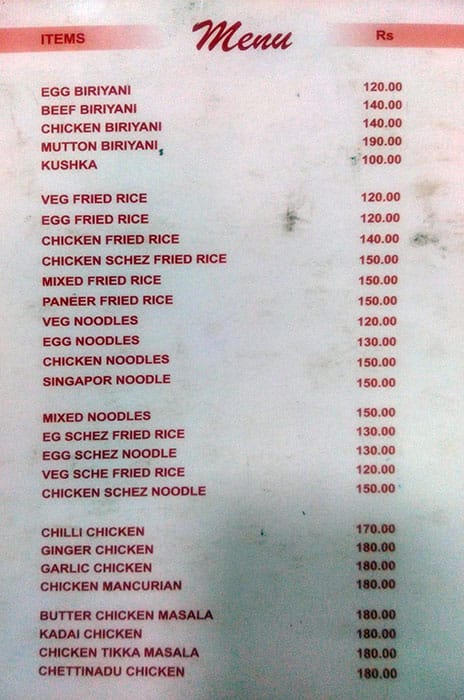 ITEMS Menu Rs
EGG BIRIYANI 120.00
BEEF BIRIYANI 140.00
CHICKEN BIRIYANI 140.00
MUTTON BIRIYANI 190.00
KUSHKA 100.00
VEG FRIED RICE 120.00
EGG FRIED RICE 120.00
CHICKEN FRIED RICE 140.00
CHICKEN SCHEZ FRIED RICE 150.00
MIXED FRIED RICE 150.00
PANEER FRIED RICE 150.00
VEG NOODLES 120.00
EGG NOODLES 130.00
CHICKEN NOODLES 150.00
SINGAPOR NOODLE 150.00
MIXED NOODLES 150.00
EG SCHEZ FRIED RICE 130.00
EGG SCHEZ NOODLE 130.00
VEG SCHE FRIED RICE 120.00
CHICKEN SCHEZ NOODLE 150.00
CHILLI CHICKEN 170.00
GINGER CHICKEN 180.00
GARLIC CHICKEN 180.00
CHICKEN MANCURIAN 180.00
BUTTER CHICKEN MASALA 180.00
KADAI CHICKEN 180.00
CHICKEN TIKKA MASALA 180.00
CHETTINADU CHICKEN 180.00